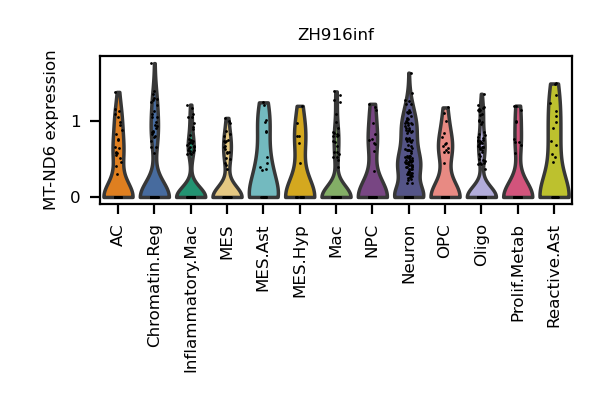 ZH916inf
MT-ND6 expression
1
0
AC
Chromatin.Reg
Inflammatory.Mac
MES
MES.Ast
MES.Hyp
Mac
NPC
Neuron
OPC
Oligo
Prolif.Metab
Reactive.Ast